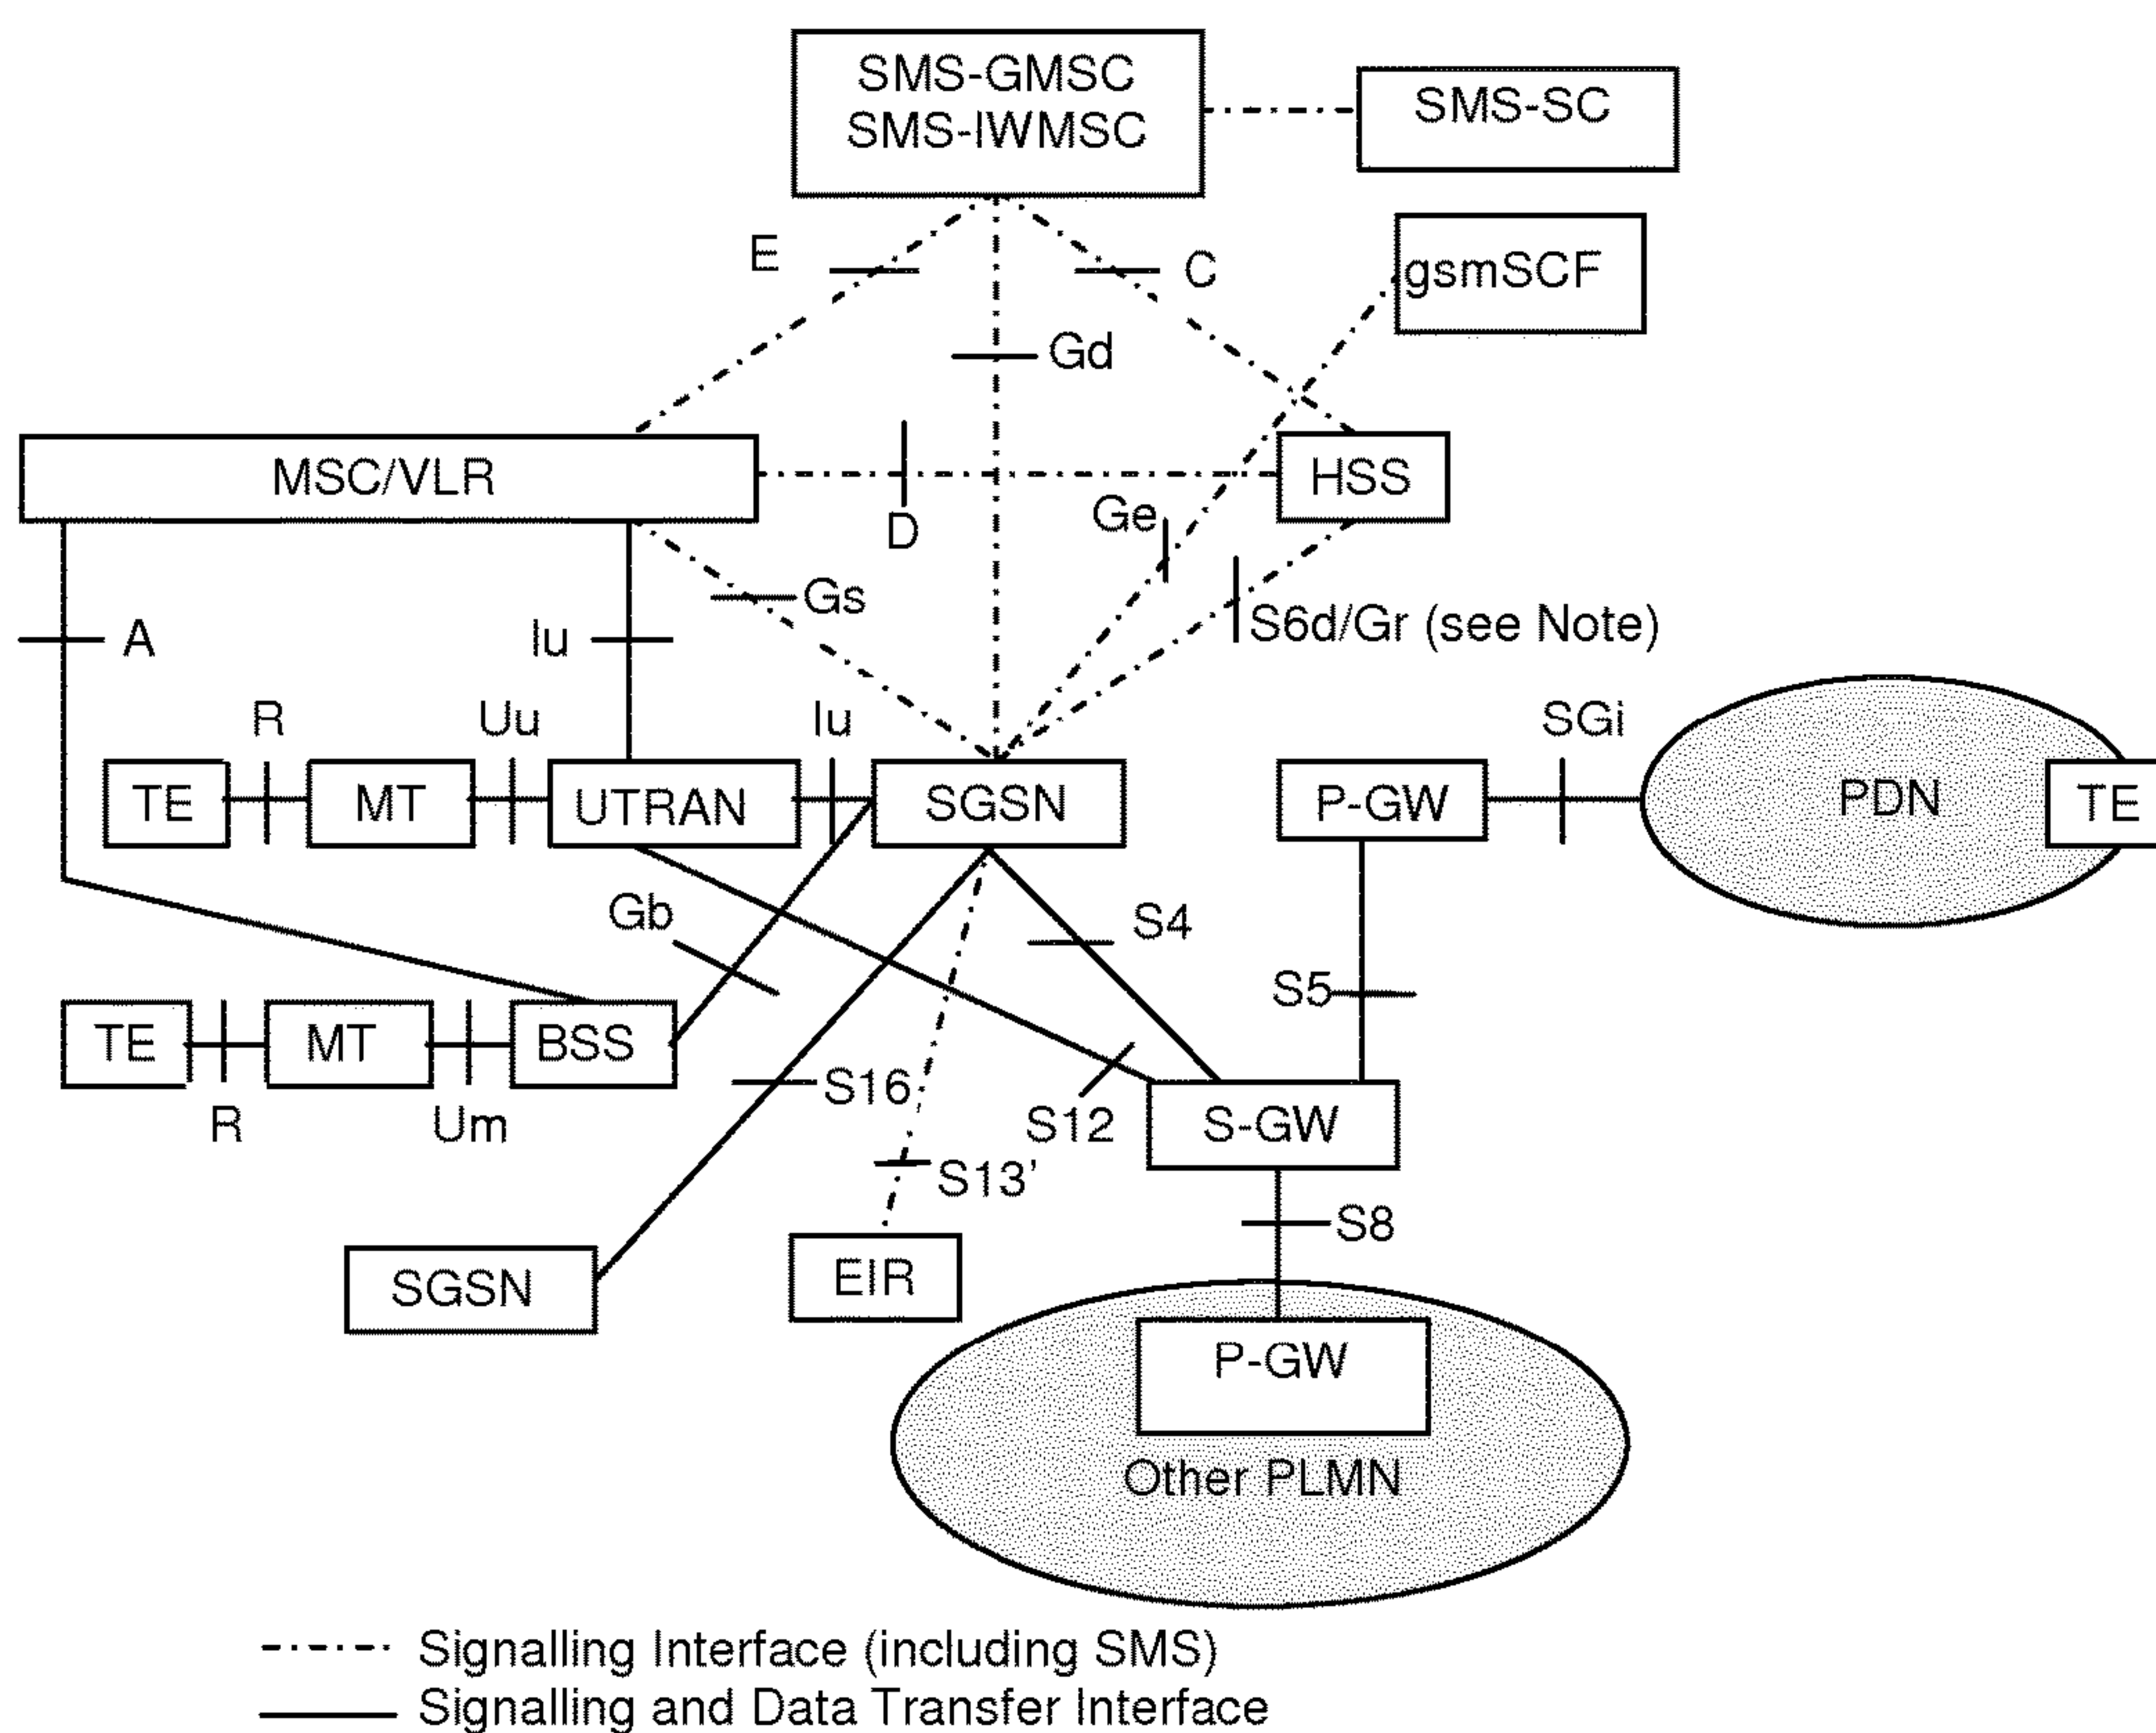 SMS-GMSC
SMS-IWMSC
SMS-SC
E
C
gsmSCF
Gd
MSC/VLR
HSS
D
Ge
Gs
S6d/Gr (see Note)
A
Iu
R
Uu
Iu
SGi
TE
MT
UTRAN
SGSN
P-GW
PDN
TE
Gb
S4
S5
TE
MT
BSS
S16
R
Um
S12
S-GW
S13'
S8
SGSN
EIR
P-GW
Other PLMN
Signalling Interface (including SMS)
Signalling and Data Transfer Interface